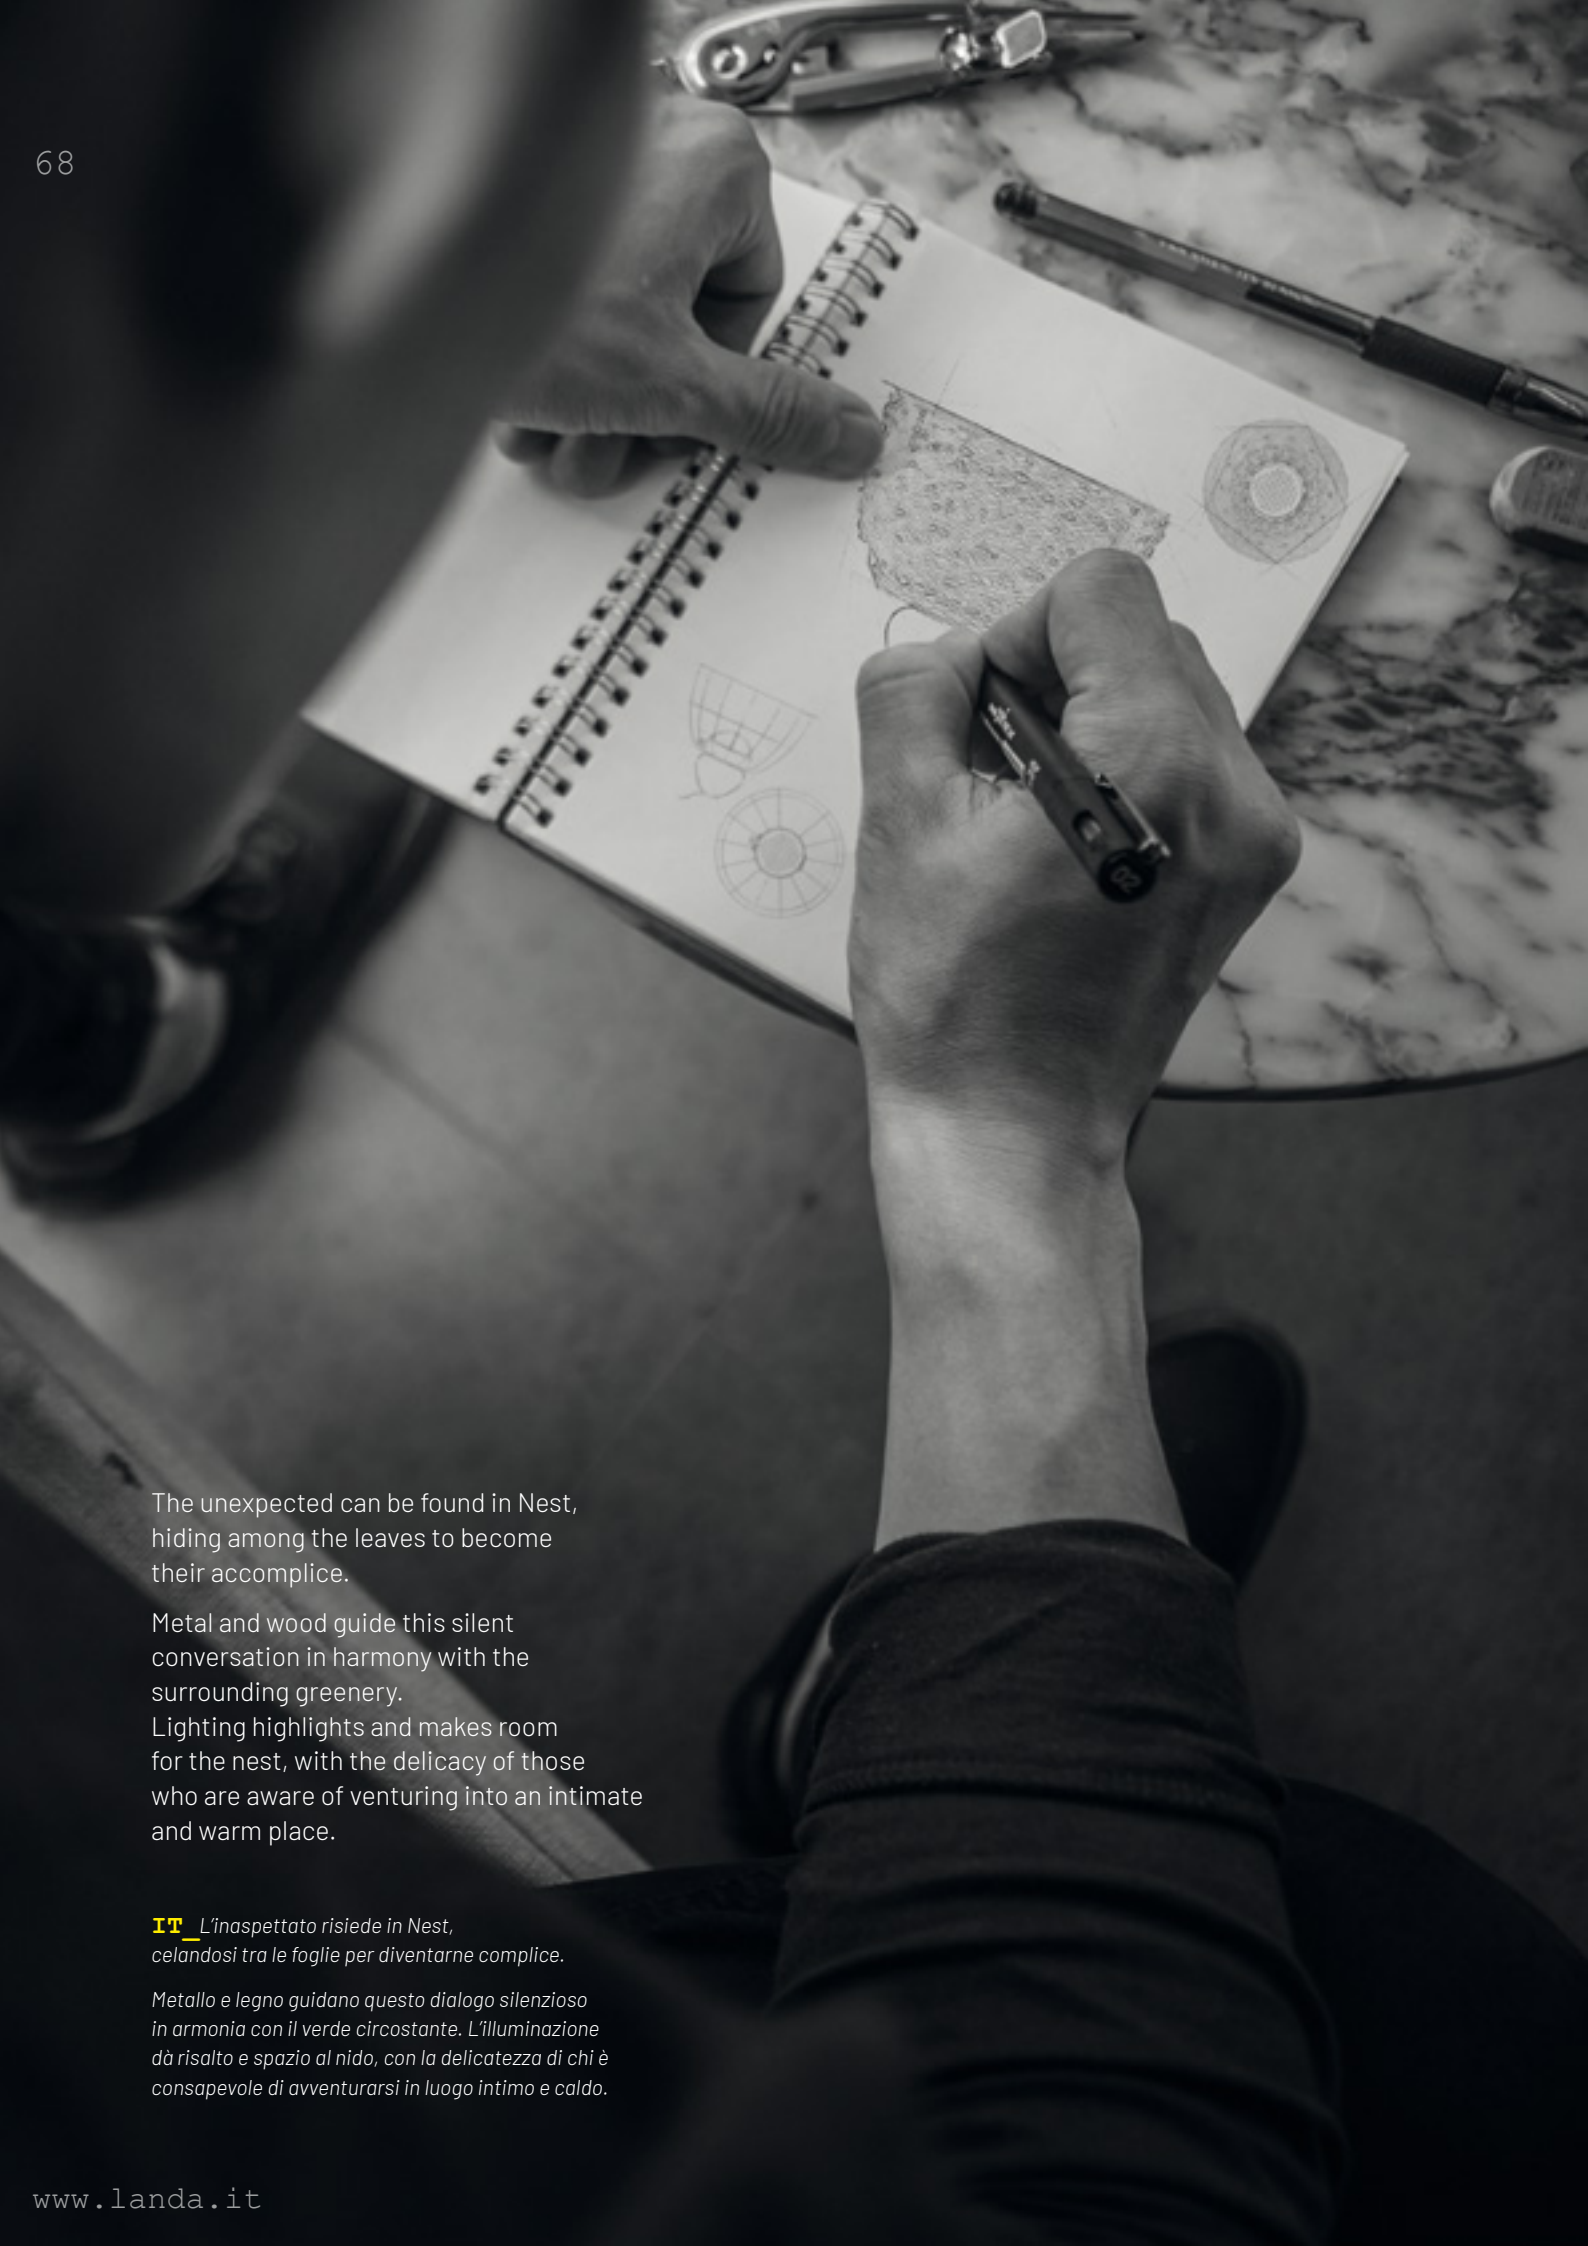 68
The unexpected can be found in Nest,
hiding among the leaves to become
their accomplice.
Metal and wood guide this silent
conversation in harmony with the
surrounding greenery.
Lighting highlights and makes room
for the nest, with the delicacy of those
who are aware of venturing into an intimate
and warm place.
IT_L'inaspettato risiede in Nest,
celandosi tra le foglie per diventarne complice.
Metallo e legno guidano questo dialogo silenzioso
in armonia con il verde circostante. L'illuminazione
dà risalto e spazio al nido, con la delicatezza di chi è
consapevole di avventurarsi in luogo intimo e caldo.
www.landa.it
02